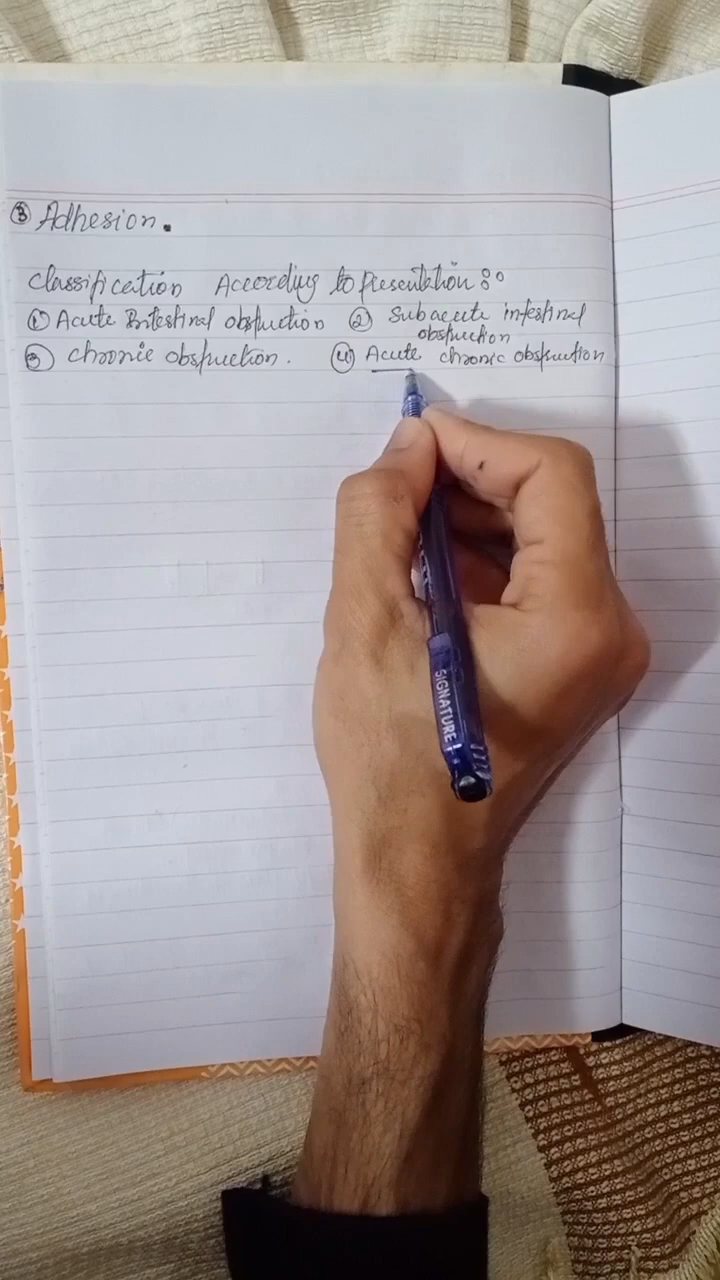 ③ Adhesion.
Classification According to Presentation :
① Acute Intestinal obstruction ② Subacute intestinal obstruction
③ Chronic obstruction. ④ Acute chronic obstruction
SIGNATURE